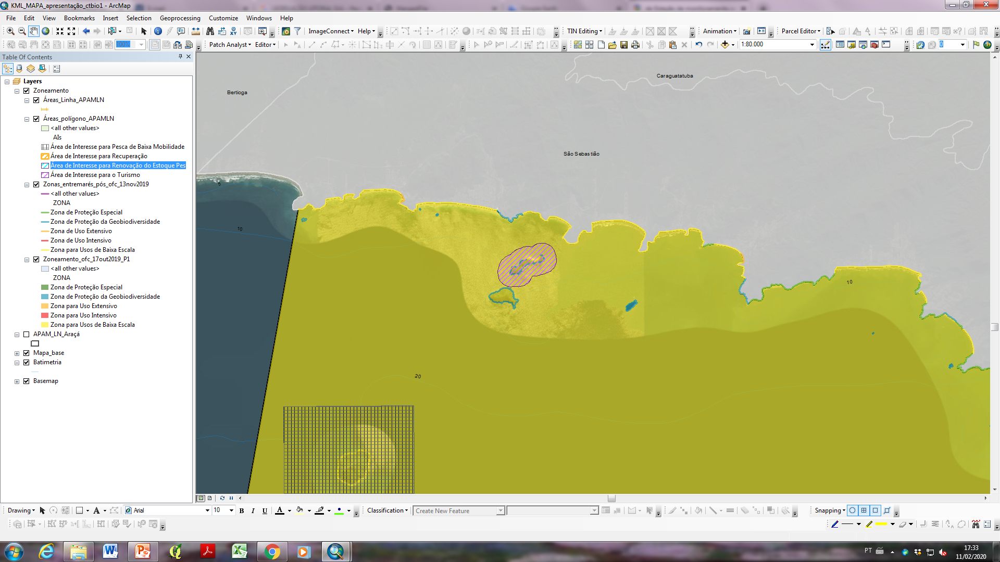 KML_MAPA_apresentação_ctbio1 - ArcMap
File Edit View Bookmarks Insert Selection Geoprocessing Customize Windows Help
ImageConnect Help TIN Editing Animation Parcel Editor
100% Patch Analyst Editor 1:80.000 0
Table Of Contents
Layers
Zoneamento
Áreas_Linha_APAMLN
Áreas_polígono_APAMLN
<all other values>
AIs
Área de Interesse para Pesca de Baixa Mobilidade
Área de Interesse para Recuperação
Área de Interesse para Renovação do Estoque Pes
Área de Interesse para o Turismo
Zonas_entremarés_pós_ofc_13nov2019
<all other values>
ZONA
Zona de Proteção Especial
Zona de Proteção da Geobiodiversidade
Zona de Uso Extensivo
Zona de Uso Intensivo
Zona para Usos de Baixa Escala
Zoneamento_ofc_17out2019_P1
<all other values>
ZONA
Zona de Proteção Especial
Zona de Proteção da Geobiodiversidade
Zona para Uso Extensivo
Zona para Uso Intensivo
Zona para Usos de Baixa Escala
APAM_LN_Araçá
Mapa_base
Batimetria
Basemap
Caraguatatuba
Bertioga
São Sebastião
5
10
10
20
Drawing A Arial 10 B I U A Classification Create New Feature Snapping
PT
17:33
11/02/2020